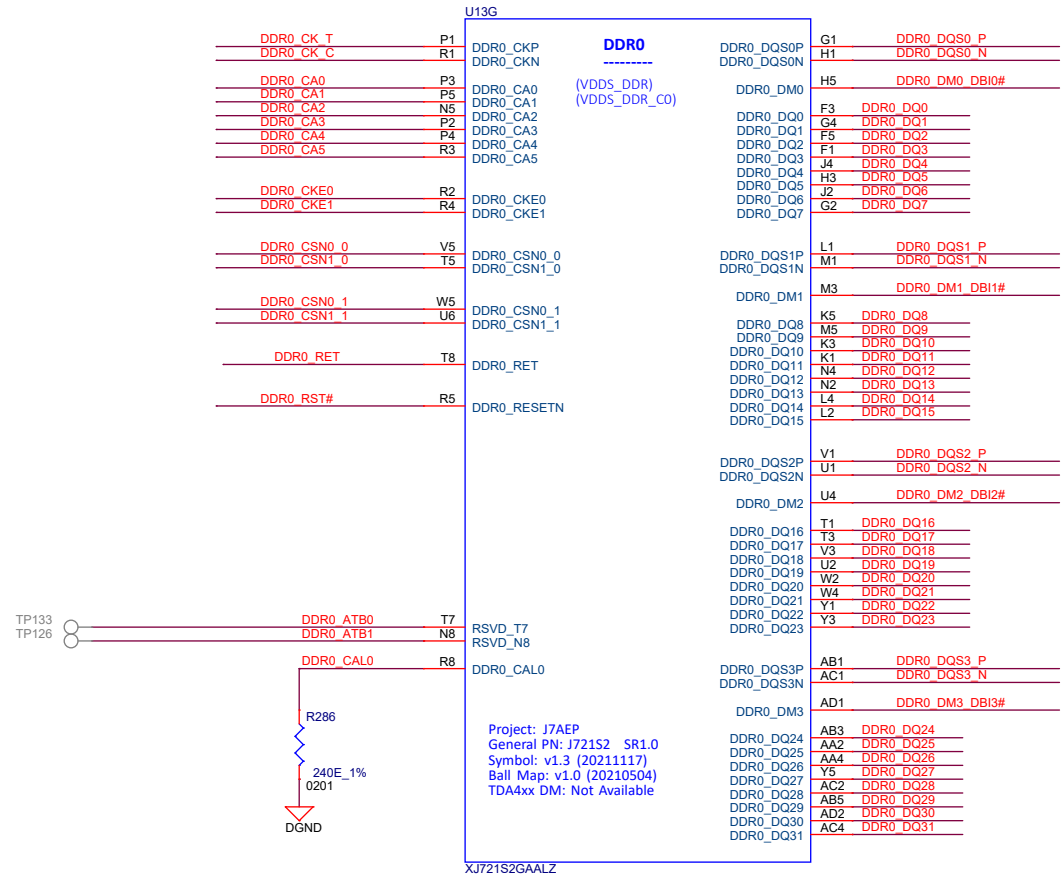 U13G
DDR0
---------
(VDDS_DDR)
(VDDS_DDR_C0)
DDR0_CK_T P1 DDR0_CKP
DDR0_CK_C R1 DDR0_CKN
DDR0_CA0 P3 DDR0_CA0
DDR0_CA1 P5 DDR0_CA1
DDR0_CA2 N5 DDR0_CA2
DDR0_CA3 P2 DDR0_CA3
DDR0_CA4 P4 DDR0_CA4
DDR0_CA5 R3 DDR0_CA5
DDR0_CKE0 R2 DDR0_CKE0
DDR0_CKE1 R4 DDR0_CKE1
DDR0_CSN0_0 V5 DDR0_CSN0_0
DDR0_CSN1_0 T5 DDR0_CSN1_0
DDR0_CSN0_1 W5 DDR0_CSN0_1
DDR0_CSN1_1 U6 DDR0_CSN1_1
DDR0_RET T8 DDR0_RET
DDR0_RST# R5 DDR0_RESETN
TP133 DDR0_ATB0 T7 RSVD_T7
TP126 DDR0_ATB1 N8 RSVD_N8
DDR0_CAL0 R8 DDR0_CAL0
R286
240E_1%
0201
DGND
DDR0_DQS0P G1 DDR0_DQS0_P
DDR0_DQS0N H1 DDR0_DQS0_N
DDR0_DM0 H5 DDR0_DM0_DBI0#
DDR0_DQ0 F3 DDR0_DQ0
DDR0_DQ1 G4 DDR0_DQ1
DDR0_DQ2 F5 DDR0_DQ2
DDR0_DQ3 F1 DDR0_DQ3
DDR0_DQ4 J4 DDR0_DQ4
DDR0_DQ5 H3 DDR0_DQ5
DDR0_DQ6 J2 DDR0_DQ6
DDR0_DQ7 G2 DDR0_DQ7
DDR0_DQS1P L1 DDR0_DQS1_P
DDR0_DQS1N M1 DDR0_DQS1_N
DDR0_DM1 M3 DDR0_DM1_DBI1#
DDR0_DQ8 K5 DDR0_DQ8
DDR0_DQ9 M5 DDR0_DQ9
DDR0_DQ10 K3 DDR0_DQ10
DDR0_DQ11 K1 DDR0_DQ11
DDR0_DQ12 N4 DDR0_DQ12
DDR0_DQ13 N2 DDR0_DQ13
DDR0_DQ14 L4 DDR0_DQ14
DDR0_DQ15 L2 DDR0_DQ15
DDR0_DQS2P V1 DDR0_DQS2_P
DDR0_DQS2N U1 DDR0_DQS2_N
DDR0_DM2 U4 DDR0_DM2_DBI2#
DDR0_DQ16 T1 DDR0_DQ16
DDR0_DQ17 T3 DDR0_DQ17
DDR0_DQ18 V3 DDR0_DQ18
DDR0_DQ19 U2 DDR0_DQ19
DDR0_DQ20 W2 DDR0_DQ20
DDR0_DQ21 W4 DDR0_DQ21
DDR0_DQ22 Y1 DDR0_DQ22
DDR0_DQ23 Y3 DDR0_DQ23
DDR0_DQS3P AB1 DDR0_DQS3_P
DDR0_DQS3N AC1 DDR0_DQS3_N
DDR0_DM3 AD1 DDR0_DM3_DBI3#
DDR0_DQ24 AB3 DDR0_DQ24
DDR0_DQ25 AA2 DDR0_DQ25
DDR0_DQ26 AA4 DDR0_DQ26
DDR0_DQ27 Y5 DDR0_DQ27
DDR0_DQ28 AC2 DDR0_DQ28
DDR0_DQ29 AB5 DDR0_DQ29
DDR0_DQ30 AD2 DDR0_DQ30
DDR0_DQ31 AC4 DDR0_DQ31
Project: J7AEP
General PN: J721S2 SR1.0
Symbol: v1.3 (20211117)
Ball Map: v1.0 (20210504)
TDA4xx DM: Not Available
XJ721S2GAALZ